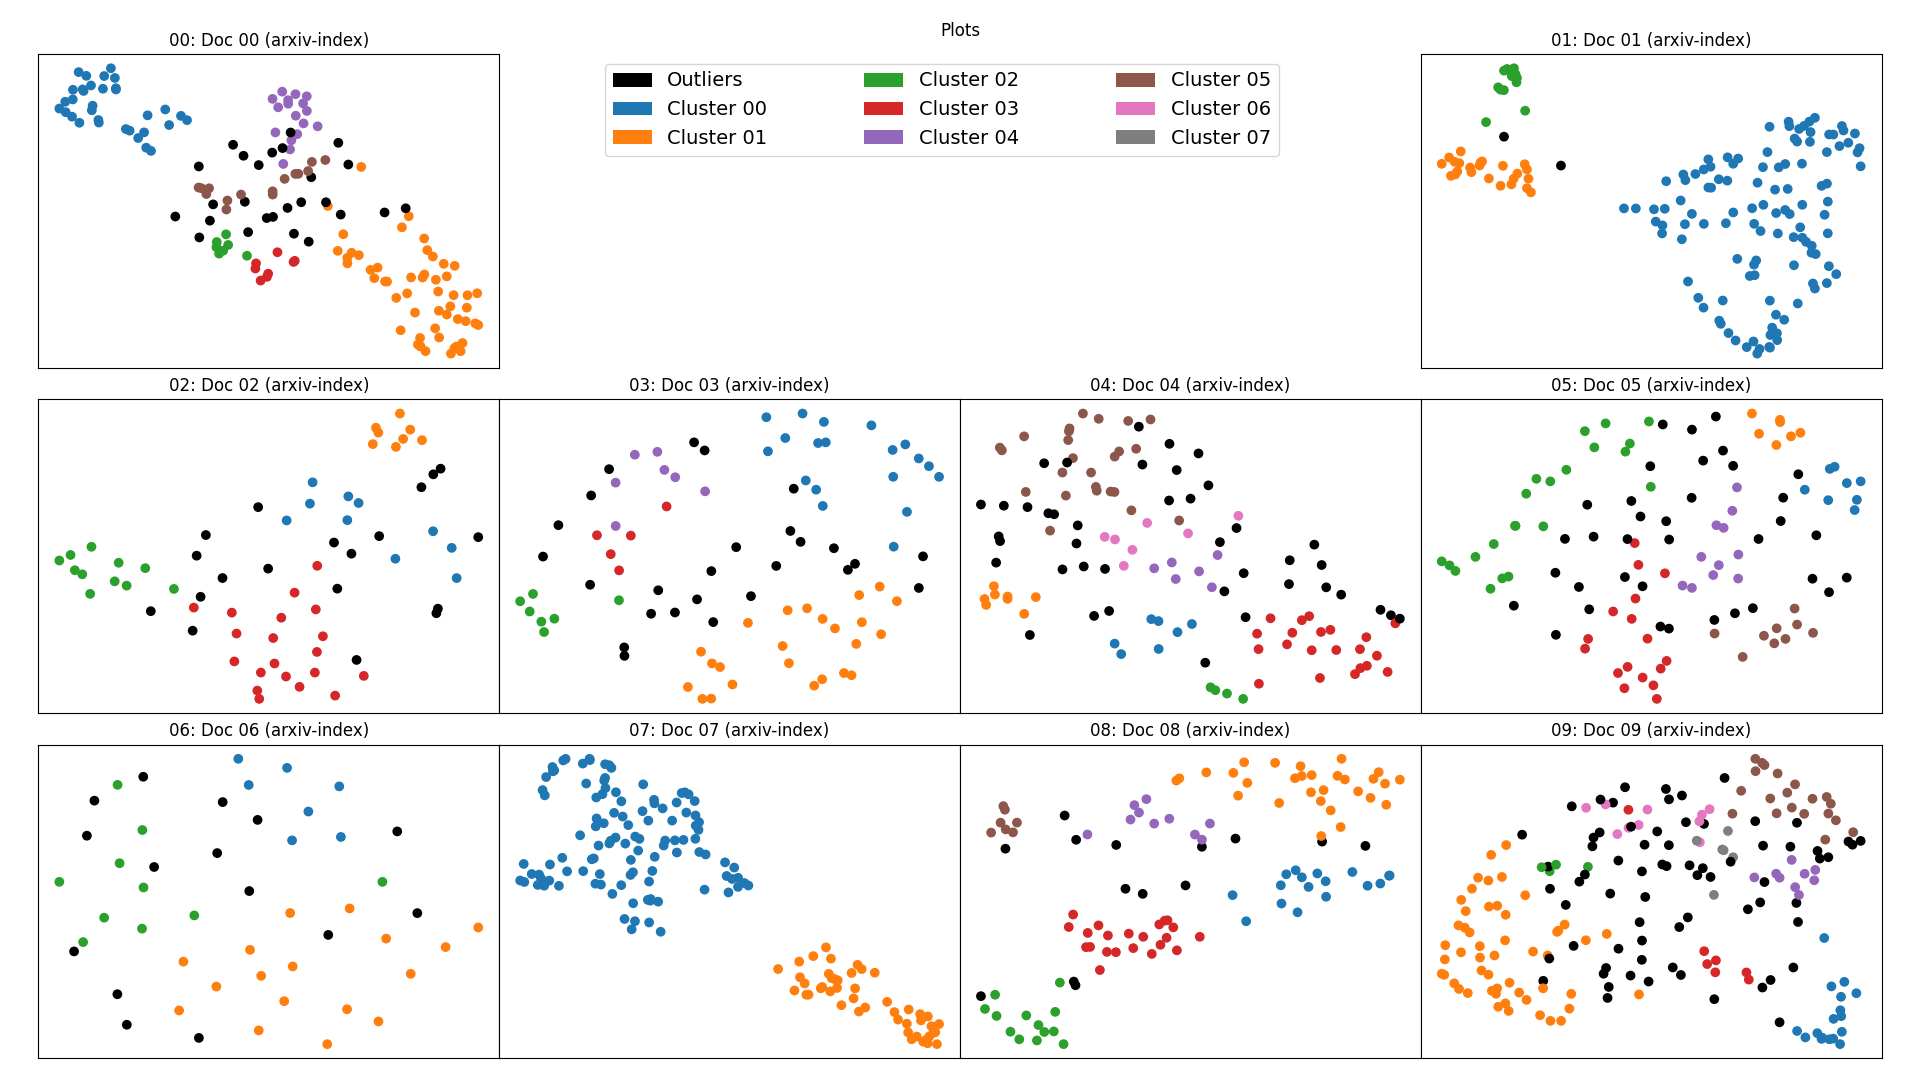 Plots
00: Doc 00 (arxiv-index)
Outliers
Cluster 00
Cluster 01
Cluster 02
Cluster 03
Cluster 04
Cluster 05
Cluster 06
Cluster 07
01: Doc 01 (arxiv-index)
02: Doc 02 (arxiv-index)
03: Doc 03 (arxiv-index)
04: Doc 04 (arxiv-index)
05: Doc 05 (arxiv-index)
06: Doc 06 (arxiv-index)
07: Doc 07 (arxiv-index)
08: Doc 08 (arxiv-index)
09: Doc 09 (arxiv-index)